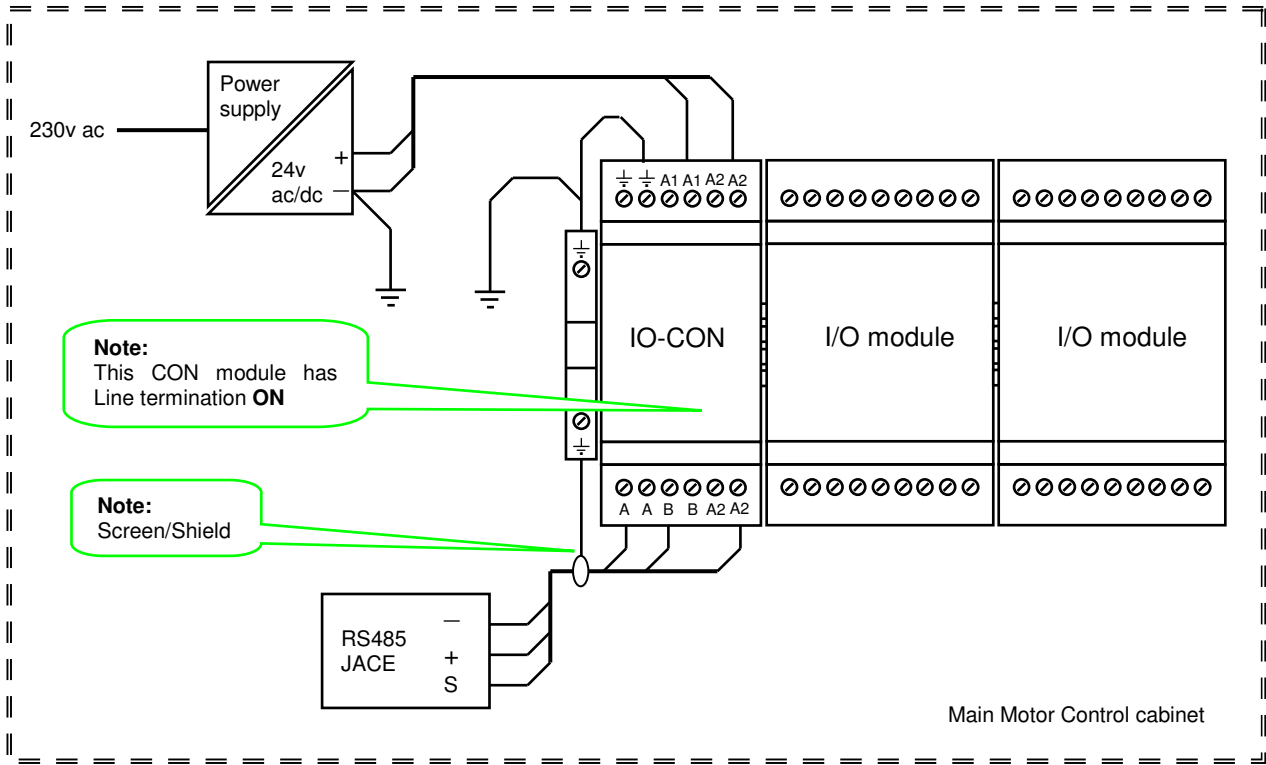 Power
supply
230v ac
24v
ac/dc
+
—
A1 A1 A2 A2
IO-CON
I/O module
I/O module
Note:
This CON module has
Line termination ON
Note:
Screen/Shield
A A B B A2 A2
RS485
JACE
—
+
S
Main Motor Control cabinet